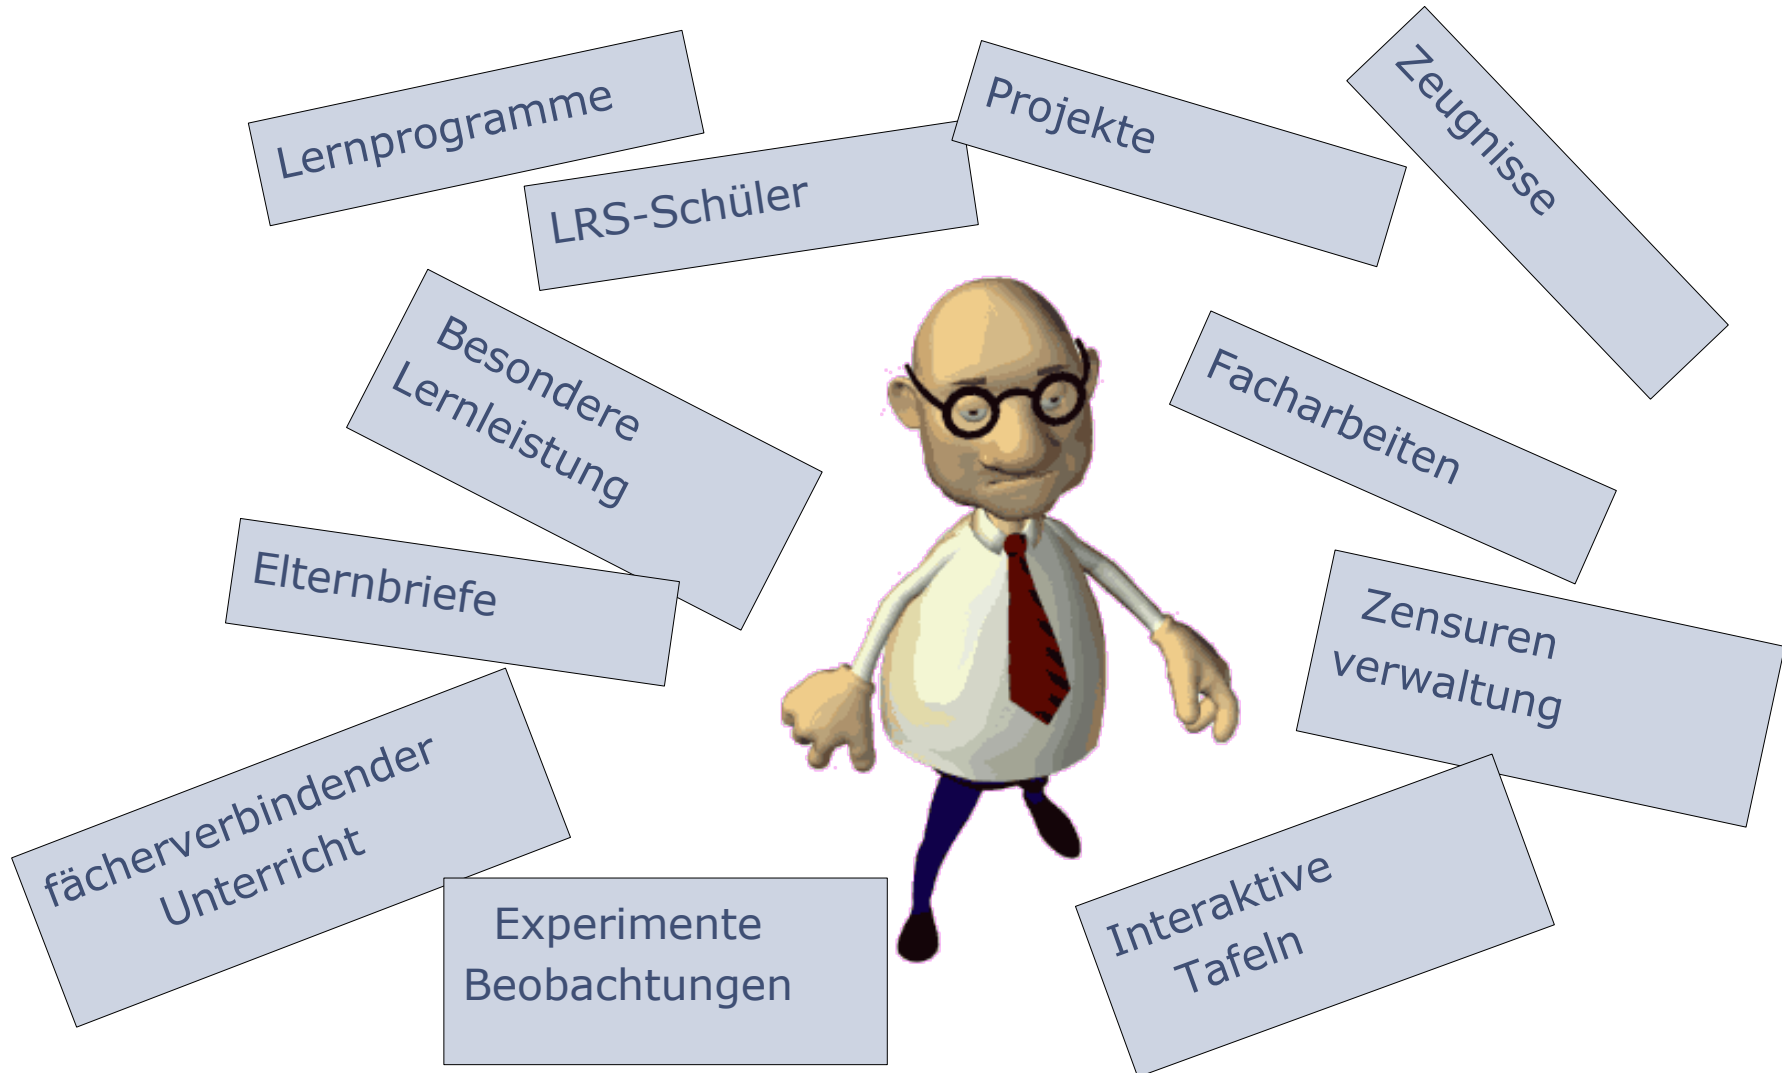 Lernprogramme
LRS-Schüler
Projekte
Zeugnisse
Besondere
Lernleistung
Facharbeiten
Elternbriefe
Zensuren
verwaltung
fächerverbindender
Unterricht
Experimente
Beobachtungen
Interaktive
Tafeln